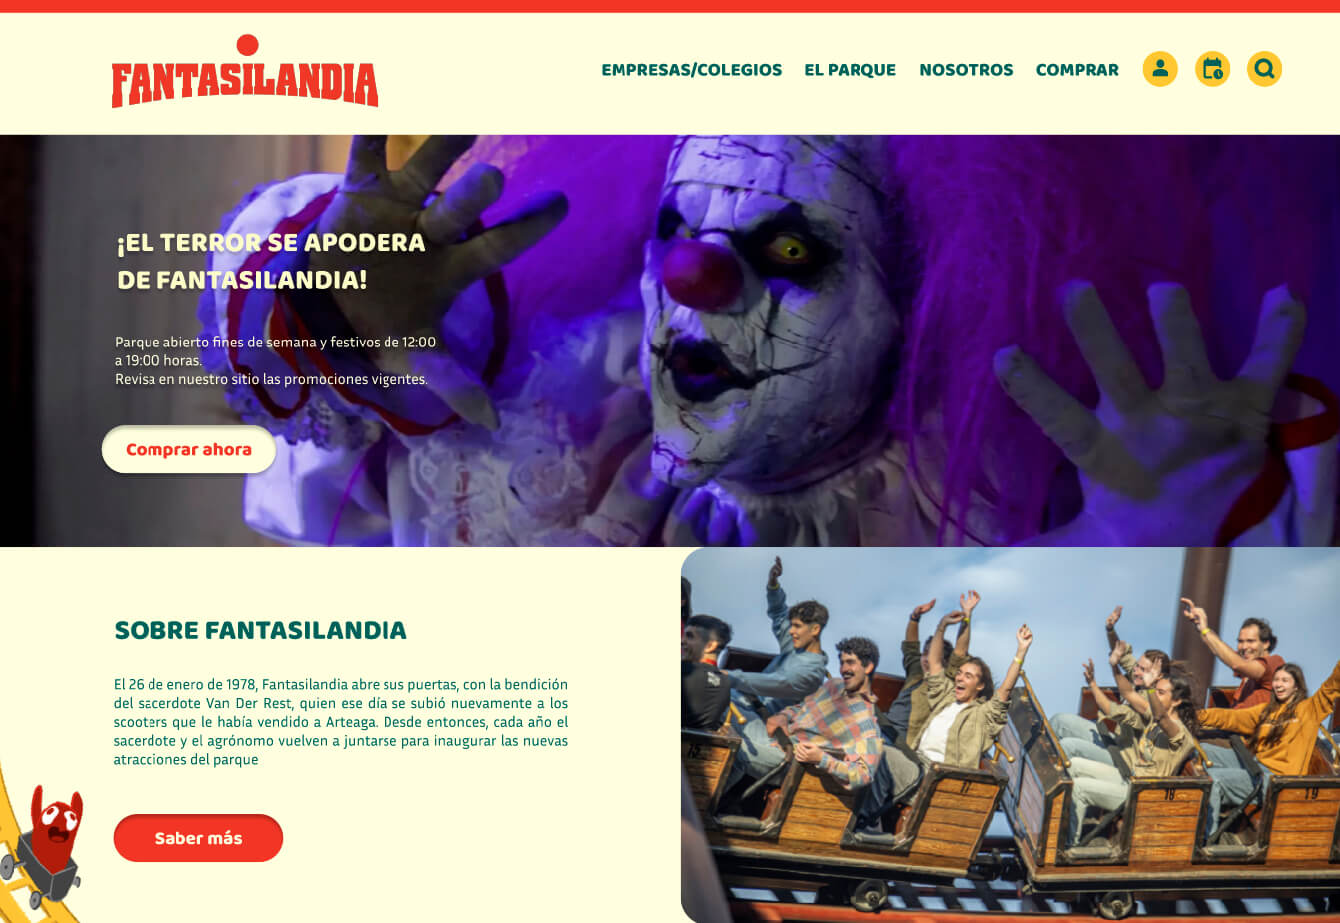 FANTASILANDIA
EMPRESAS/COLEGIOS EL PARQUE NOSOTROS COMPRAR
¡EL TERROR SE APODERA
DE FANTASILANDIA!
Parque abierto fines de semana y festivos de 12:00
a 19:00 horas.
Revisa en nuestro sitio las promociones vigentes.
Comprar ahora
SOBRE FANTASILANDIA
El 26 de enero de 1978, Fantasilandia abre sus puertas, con la bendición
del sacerdote Van Der Rest, quien ese día se subió nuevamente a los
scooters que le había vendido a Arteaga. Desde entonces, cada año el
sacerdote y el agrónomo vuelven a juntarse para inaugurar las nuevas
atracciones del parque
Saber más
15
17
18
19